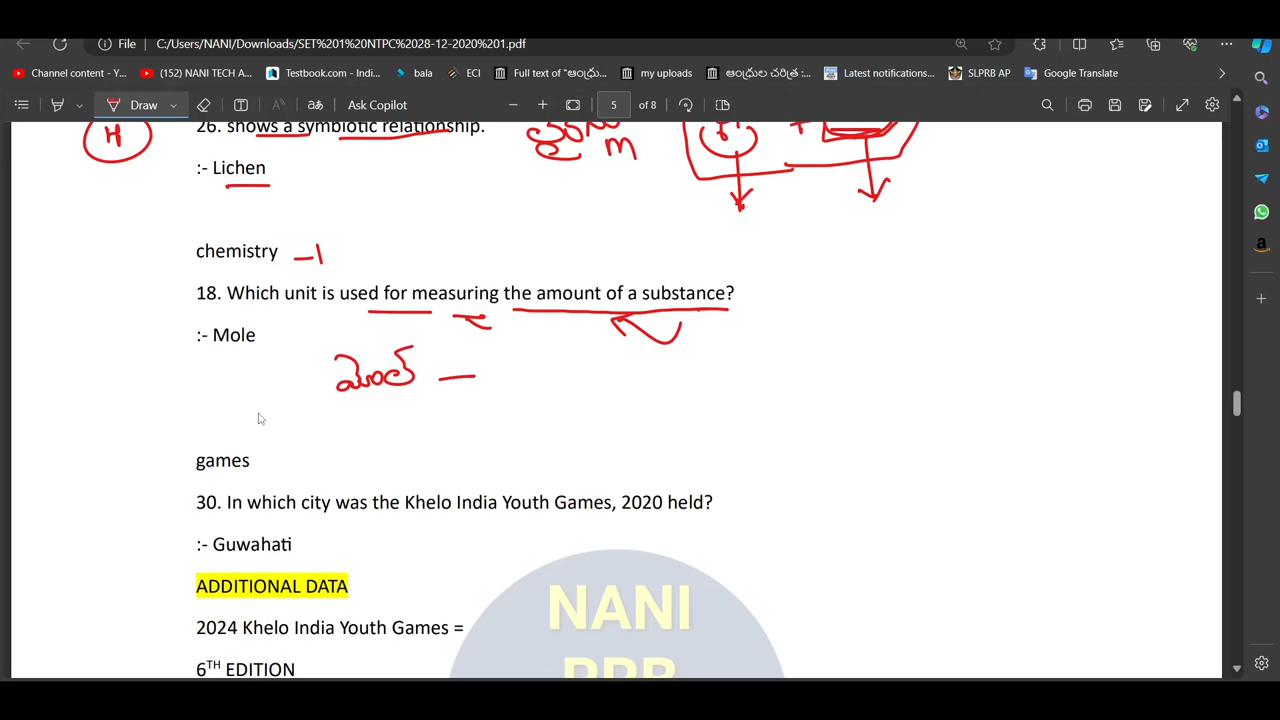 File C:/Users/NANI/Downloads/SET%201%20NTPC%2028-12-2020%201.pdf
Channel content - Y... (152) NANI TECH A... Testbook.com - Indi... bala ECI Full text of "ఆంధ్రు... my uploads ఆంధ్రుల చరిత్ర :... Latest notifications... SLPRB AP Google Translate
Draw Ask Copilot 5 of 8
H 26. shows a symbiotic relationship.
m
:- Lichen
chemistry -1
18. Which unit is used for measuring the amount of a substance?
:- Mole
మోల్ -
games
30. In which city was the Khelo India Youth Games, 2020 held?
:- Guwahati
ADDITIONAL DATA
2024 Khelo India Youth Games =
6TH EDITION
NANI